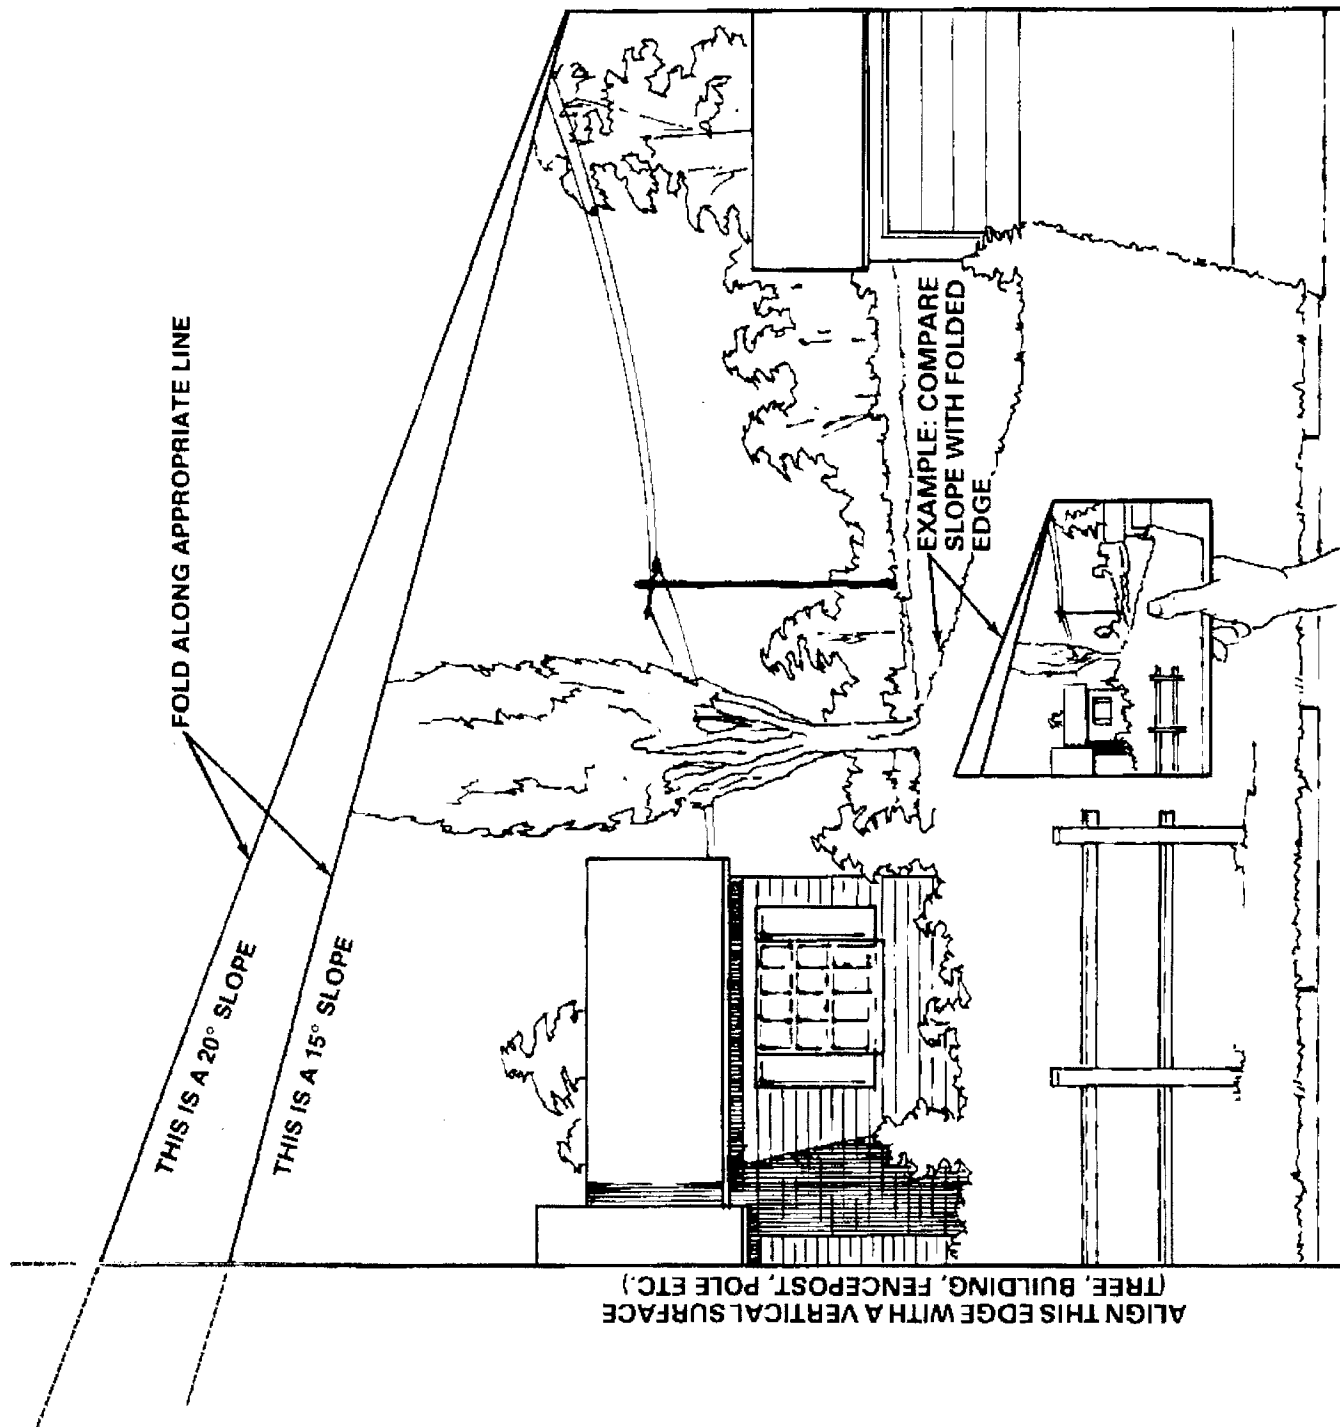 FOLD ALONG APPROPRIATE LINE
THIS IS A 20° SLOPE
THIS IS A 15° SLOPE
EXAMPLE: COMPARE
SLOPE WITH FOLDED
EDGE
ALIGN THIS EDGE WITH A VERTICAL SURFACE
(TREE, BUILDING, FENCEPOST, POLE ETC.)